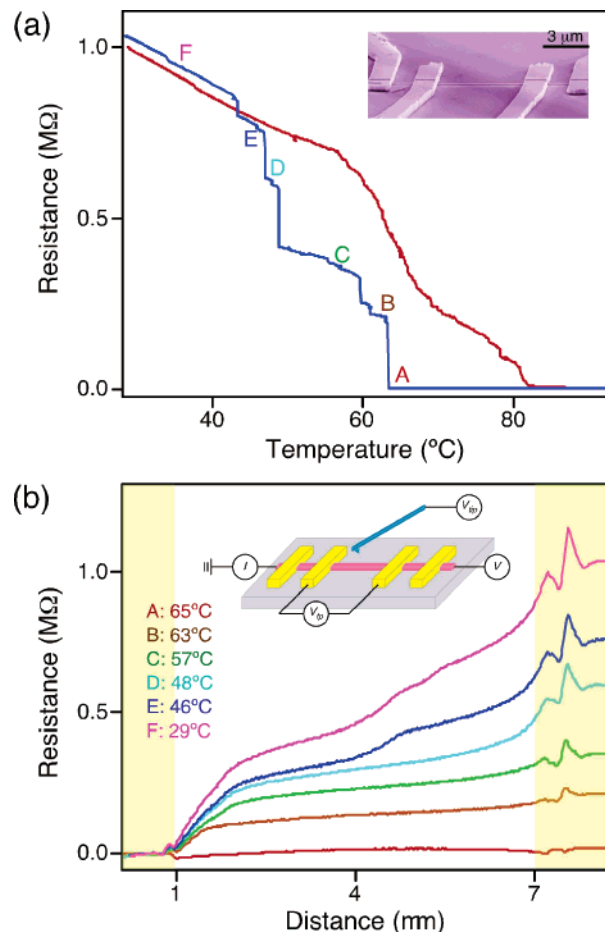 (a)
1.0
0.5
0.0
Resistance (MΩ)
F
E
D
C
B
A
3 μm
40
60
80
Temperature (ºC)
(b)
1.0
0.5
0.0
Resistance (MΩ)
I
V
Vtip
Vfp
A: 65ºC
B: 63ºC
C: 57ºC
D: 48ºC
E: 46ºC
F: 29ºC
1
4
7
Distance (mm)